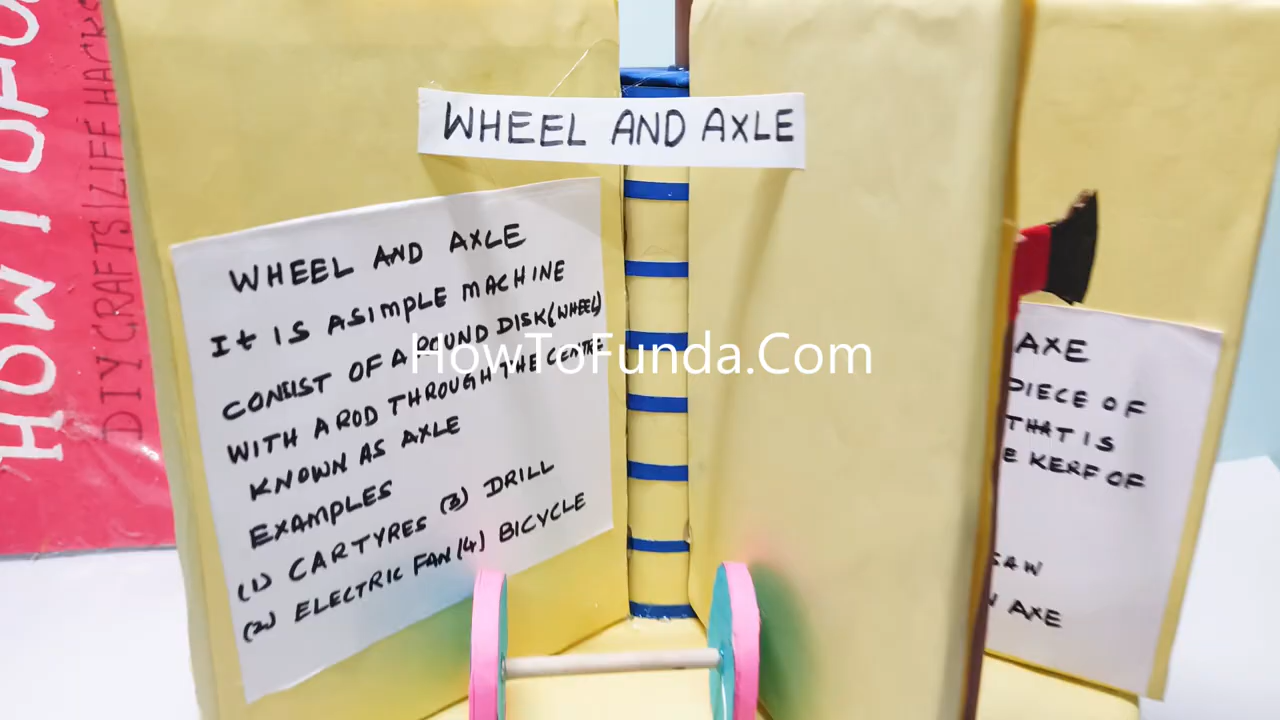 HOW TO FU
DIY CRAFTS/LIFE HACKS
WHEEL AND AXLE
WHEEL AND AXLE
It IS A SIMPLE MACHINE
CONSIST OF A ROUND DISK(WHEEL)
WITH A ROD THROUGH THE CENTRE
KNOWN AS AXLE
EXAMPLES
(1) CAR TYRES (3) DRILL
(2) ELECTRIC FAN (4) BICYCLE
HowToFunda.Com
AXE
PIECE OF
THAT IS
E KERF OF
SAW
AXE